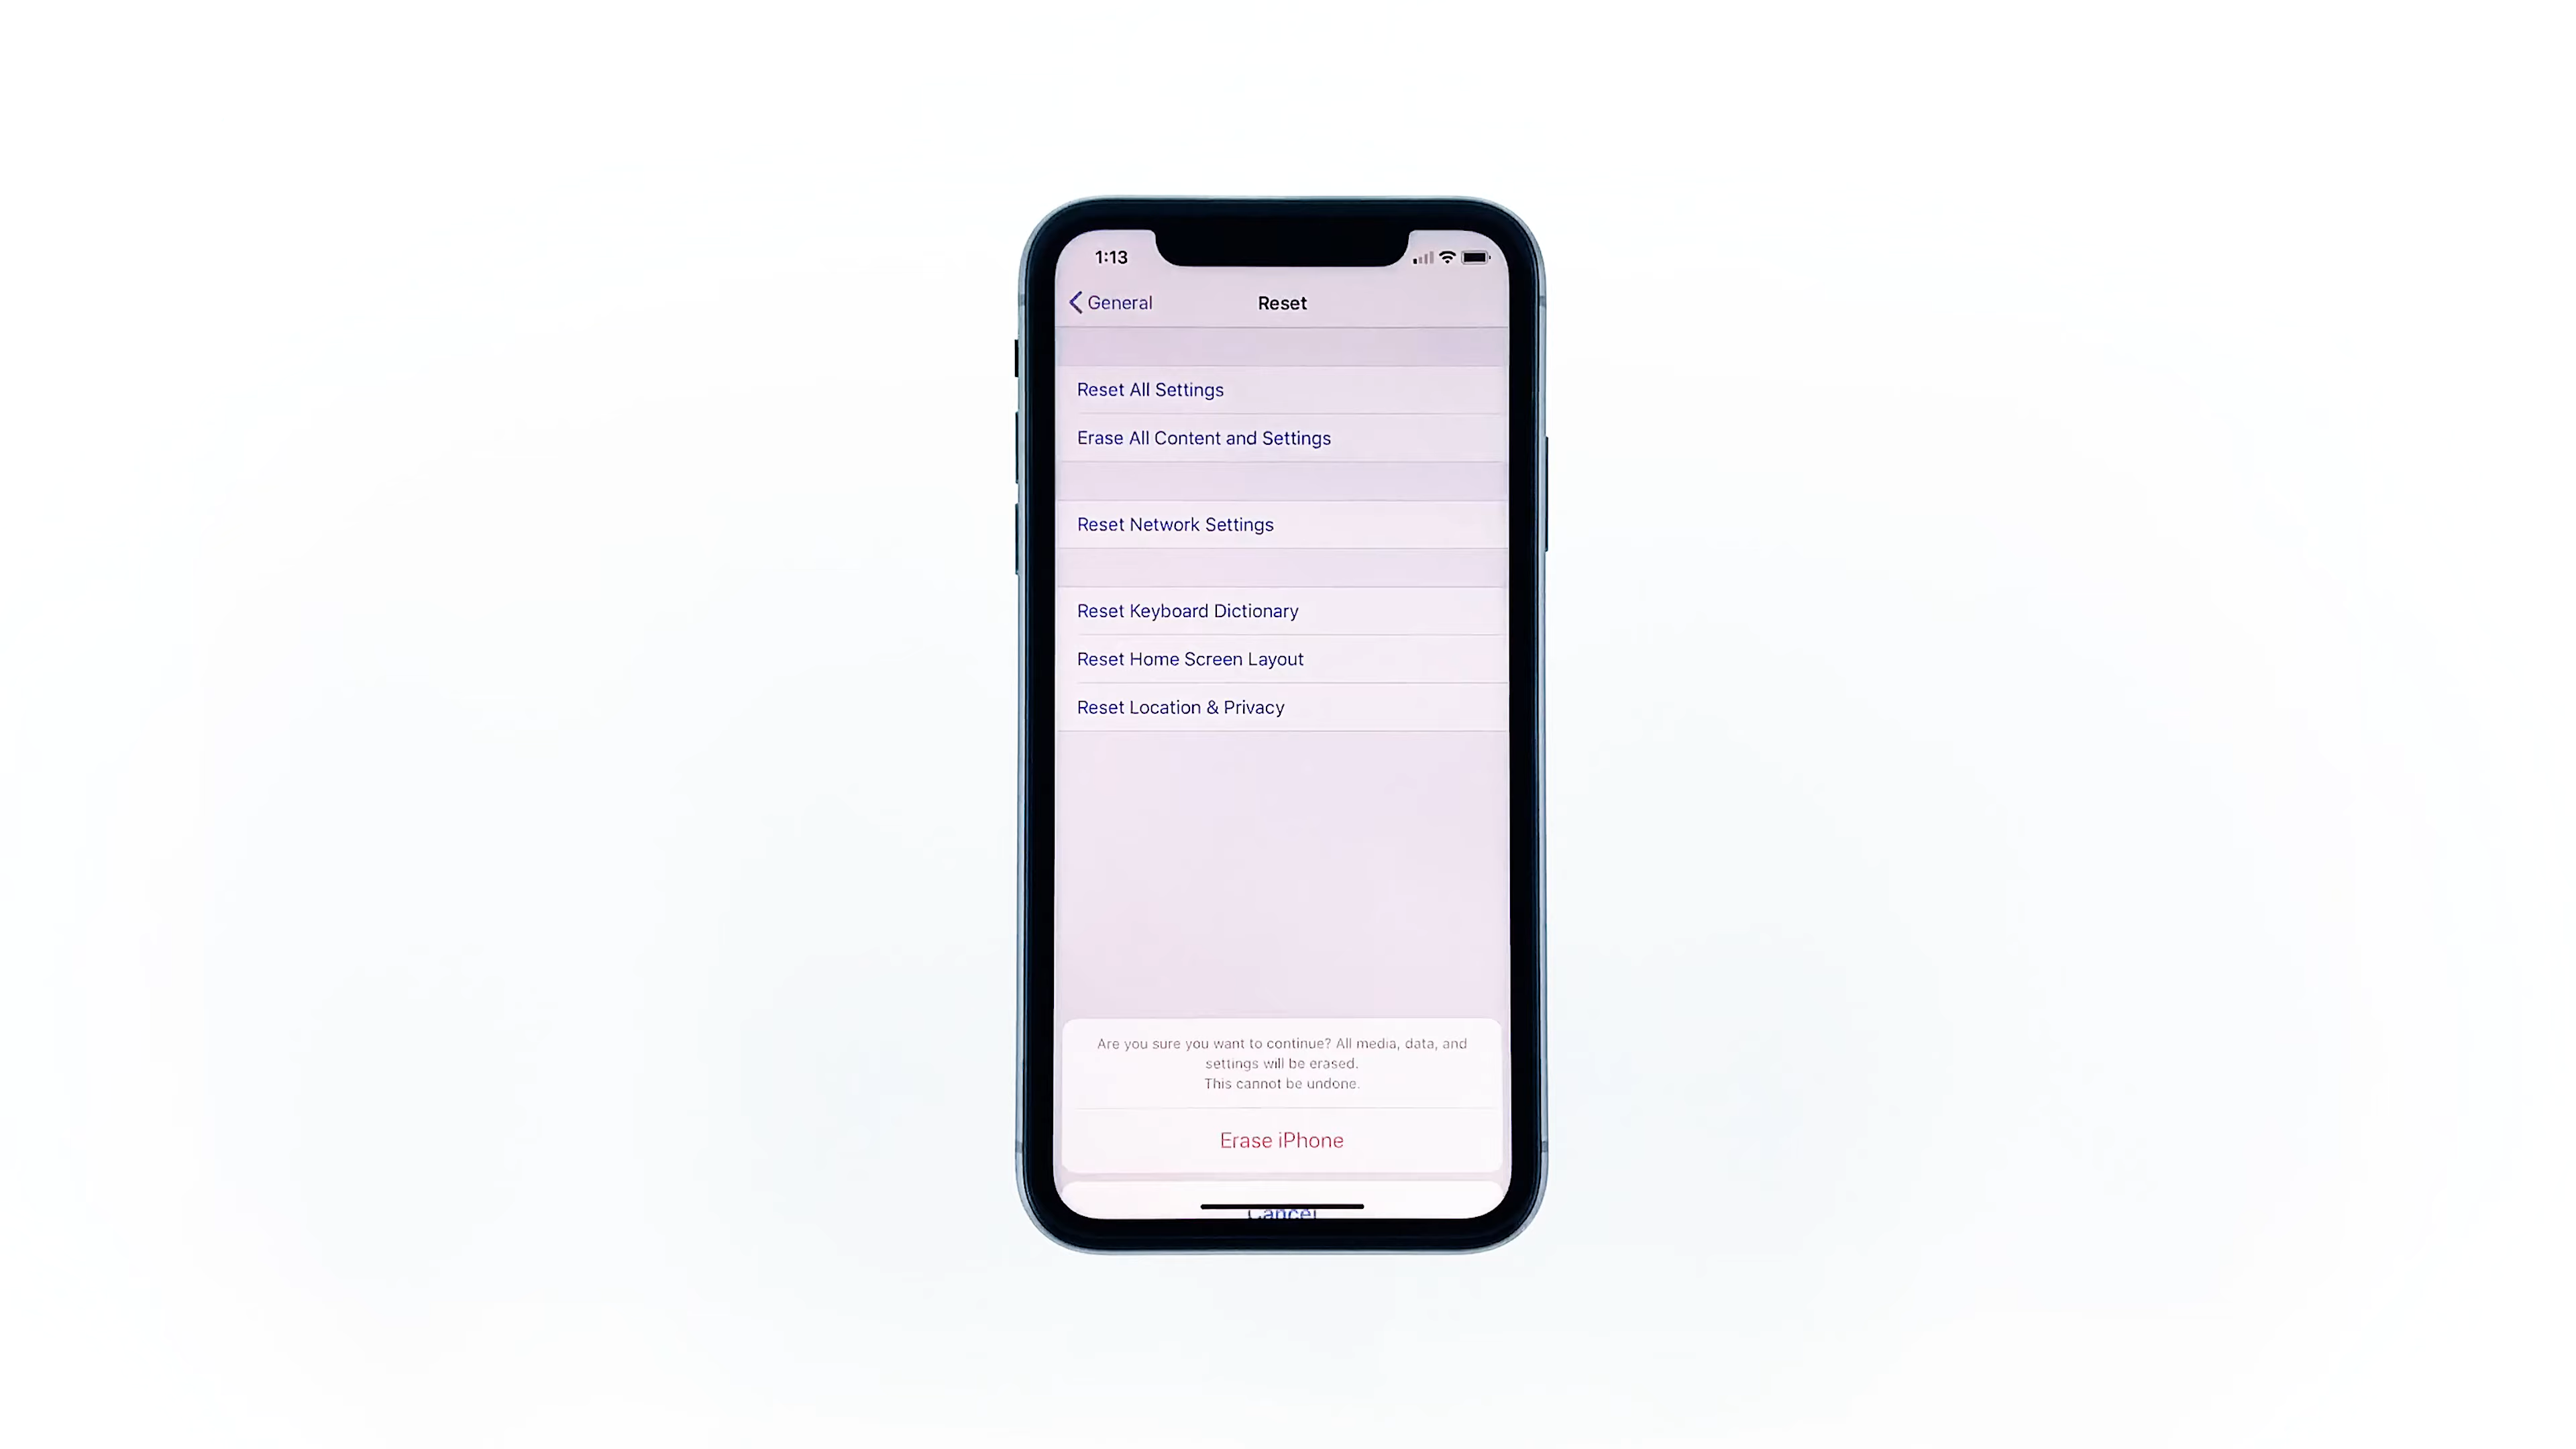 1:13
General
Reset
Reset All Settings
Erase All Content and Settings
Reset Network Settings
Reset Keyboard Dictionary
Reset Home Screen Layout
Reset Location & Privacy
Are you sure you want to continue? All media, data, and
settings will be erased.
This cannot be undone.
Erase iPhone
Cancel